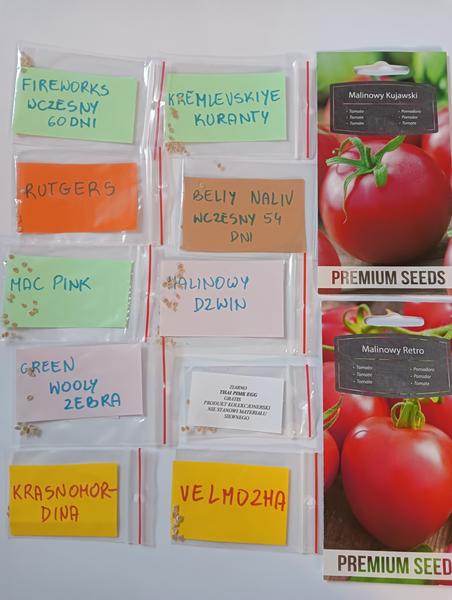 FIREWORKS
WCZESNY
60 DNI
KREMLEVSKIYE
KURANTY
RUTGERS
BELIY NALIV
WCZESNY 54
DNI
MAC PINK
MALINOWY
DZWIN
GREEN
WOOLY
ZEBRA
ZIARNO
THAI PINK EGG
GRATIS
PRODUKT KOLEKCJONERSKI
NIE STANOWI MATERIAŁU
SIEWNEGO
KRASNOMOR-
DINA
VELMOZHA
Malinowy Kujawski
Tomato
Tomate
Tomate
Pomodoro
Pomodor
Tomate
PREMIUM SEEDS
Malinowy Retro
Tomato
Tomate
Tomate
Pomodoro
Pomodor
Tomate
PREMIUM SEED